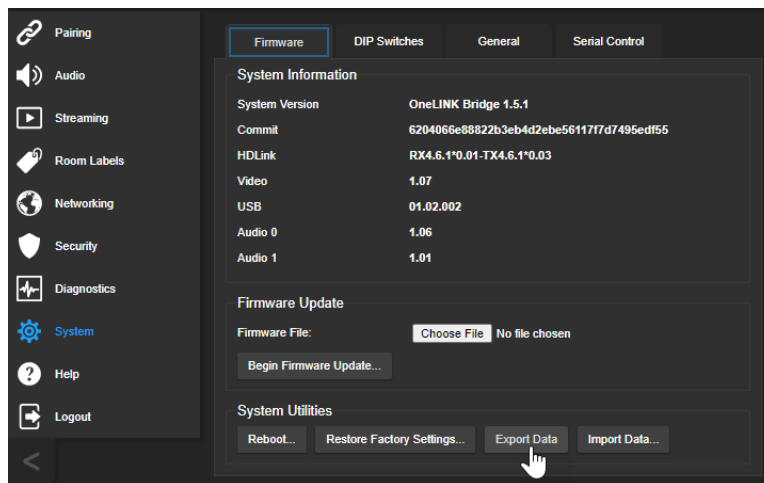 Pairing
Audio
Streaming
Room Labels
Networking
Security
Diagnostics
System
Help
Logout
Firmware DIP Switches General Serial Control
System Information
System Version OneLINK Bridge 1.5.1
Commit 6204066e88822b3eb4d2ebe56117f7d7495edf55
HDLink RX4.6.1*0.01-TX4.6.1*0.03
Video 1.07
USB 01.02.002
Audio 0 1.06
Audio 1 1.01
Firmware Update
Firmware File: Choose File No file chosen
Begin Firmware Update...
System Utilities
Reboot... Restore Factory Settings... Export Data Import Data...